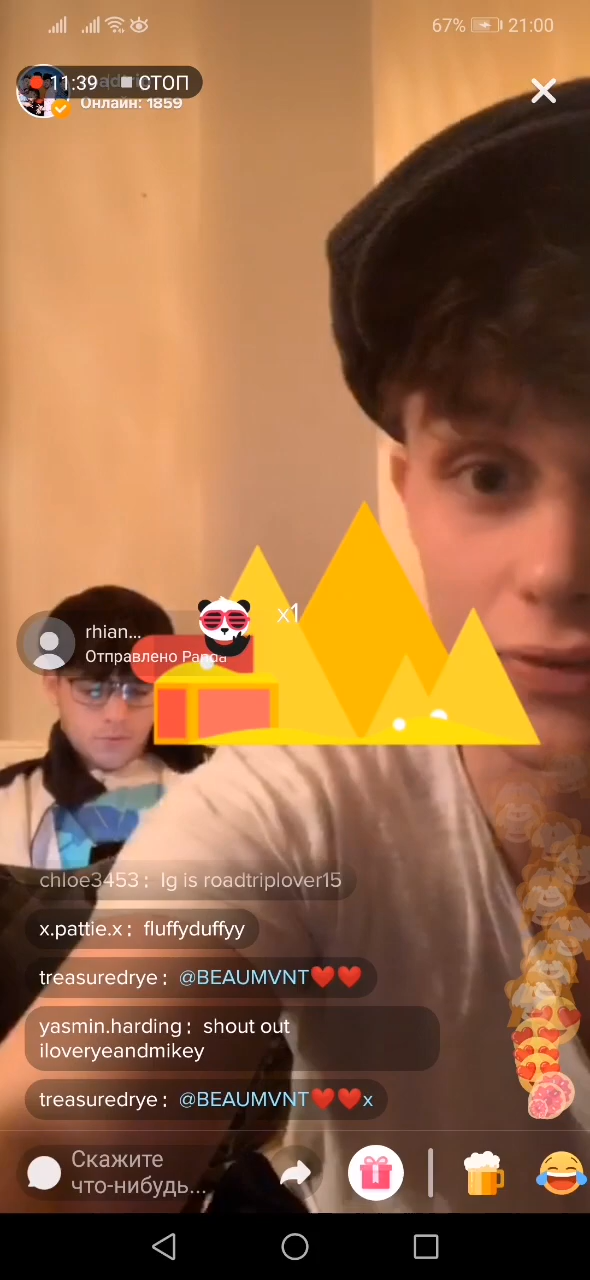 67% 21:00
11:39 СТОП
Онлайн: 1859
rhian... x1
Отправлено Panda
chloe3453 : Ig is roadtriplover15
x.pattie.x : fluffyduffyy
treasuredrye : @BEAUMVNT❤️❤️
yasmin.harding : shout out
iloveryeandmikey
treasuredrye : @BEAUMVNT❤️❤️x
Скажите
что-нибудь...